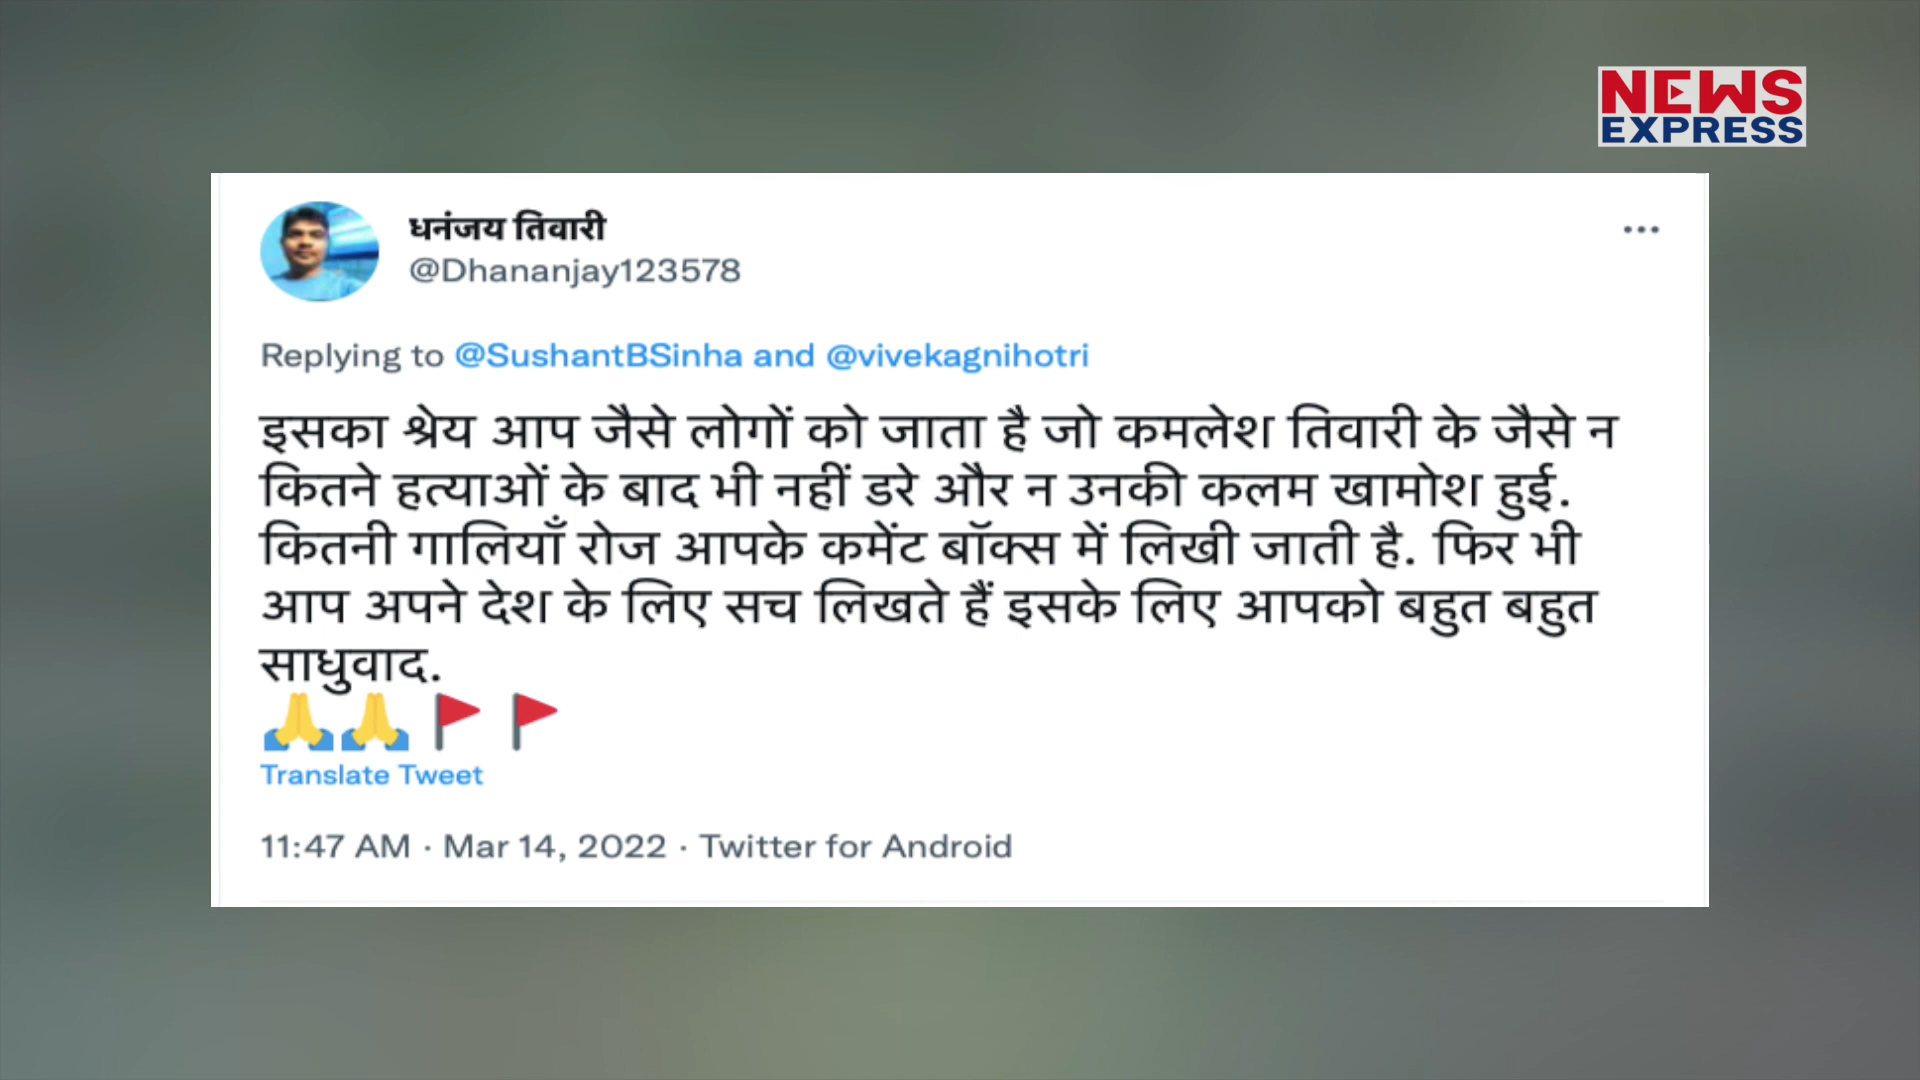 NEWS
EXPRESS
धनंजय तिवारी
@Dhananjay123578
Replying to @SushantBSinha and @vivekagnihotri
इसका श्रेय आप जैसे लोगों को जाता है जो कमलेश तिवारी के जैसे न
कितने हत्याओं के बाद भी नहीं डरे और न उनकी कलम खामोश हुई.
कितनी गालियाँ रोज आपके कमेंट बॉक्स में लिखी जाती है. फिर भी
आप अपने देश के लिए सच लिखते हैं इसके लिए आपको बहुत बहुत
साधुवाद.
🙏🙏🚩🚩
Translate Tweet
11:47 AM · Mar 14, 2022 · Twitter for Android